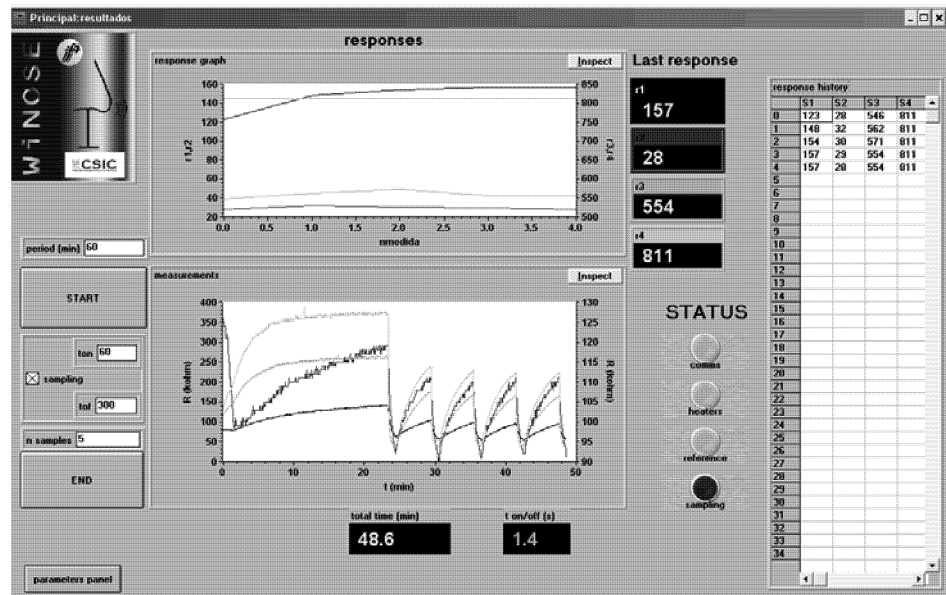 Principal:resultados
WiNOSE
CSIC
responses
response graph
Inspect
160
140
120
100
80
60
40
20
r1,r2
850
800
750
700
650
600
550
500
r3,r4
0.0 0.5 1.0 1.5 2.0 2.5 3.0 3.5 4.0
nmedida
Last response
r1
157
28
r3
554
r4
811
response history:
S1 S2 S3 S4
0 123 28 546 811
1 148 32 562 811
2 154 30 571 811
3 157 29 554 811
4 157 28 554 811
5
6
7
8
9
10
11
12
13
14
15
16
17
18
19
20
21
22
23
24
25
26
27
28
29
30
31
32
33
34
period (min) 60
START
ton 60
sampling
tof 300
n samples 5
END
parameters panel
measurements
Inspect
400
350
300
250
200
150
100
50
0
R (kohm)
130
125
120
115
110
105
100
95
90
R (kohm)
0 10 20 30 40 50
t (min)
total time (min)
48.6
t on/off (s)
1.4
STATUS
comms
heaters
reference
sampling